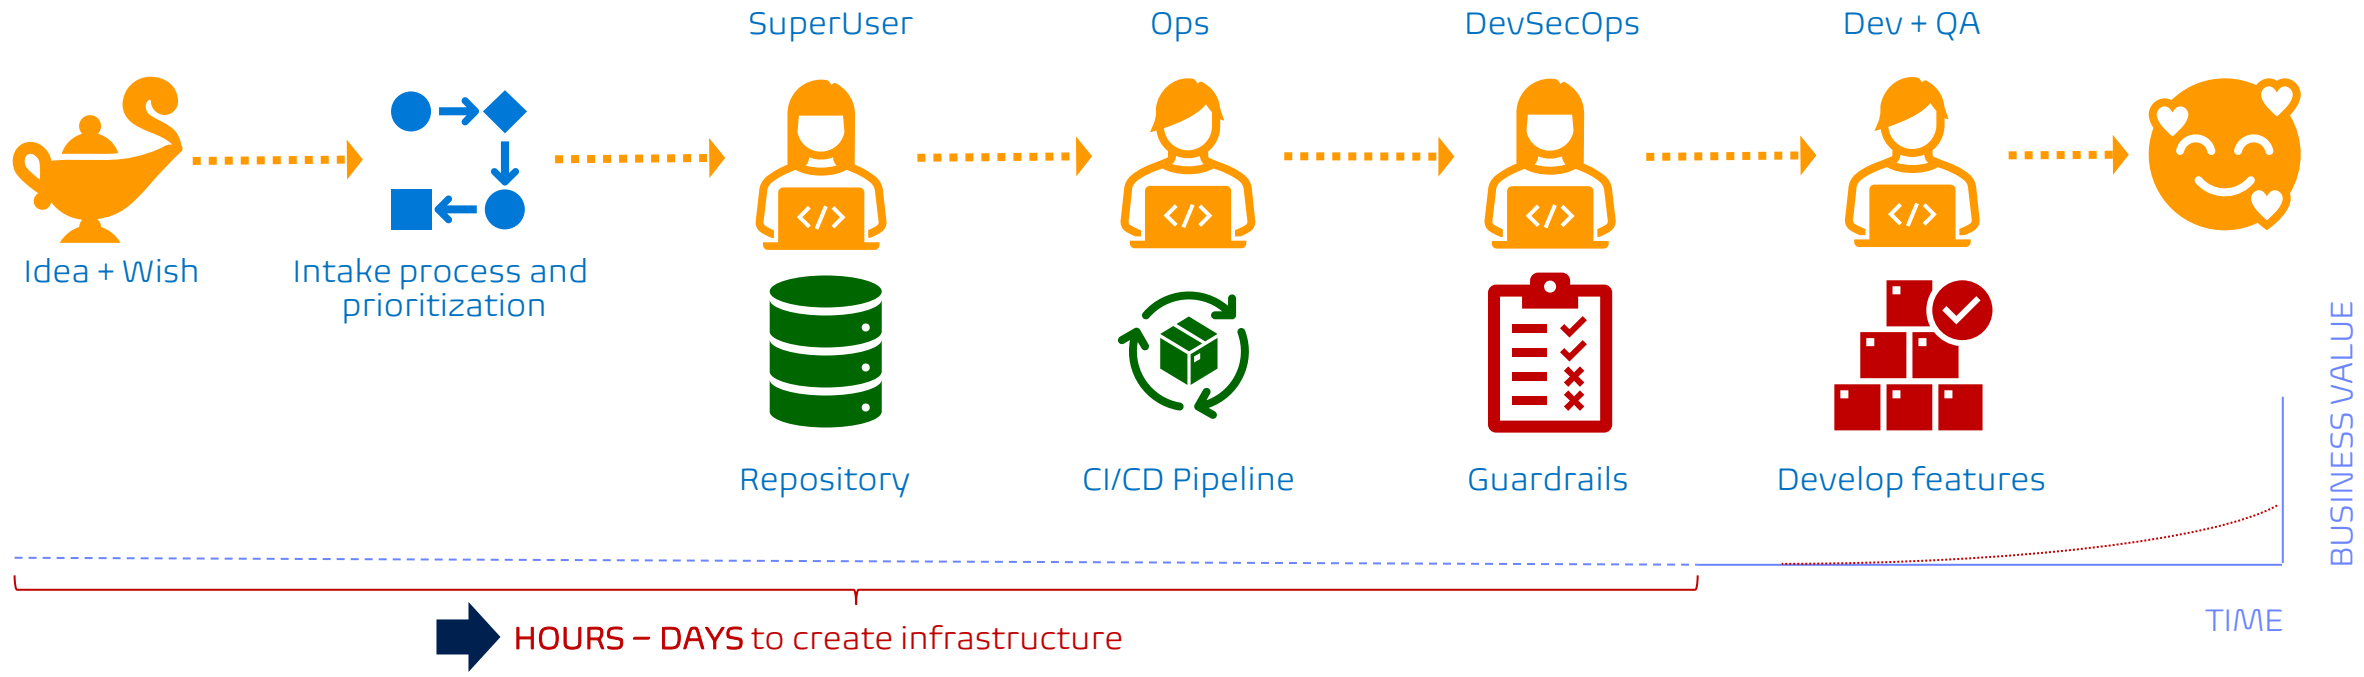 SuperUser
Ops
DevSecOps
Dev + QA
</>
</>
</>
</>
Idea + Wish
Intake process and
prioritization
Repository
CI/CD Pipeline
Guardrails
Develop features
BUSINESS VALUE
TIME
HOURS – DAYS to create infrastructure